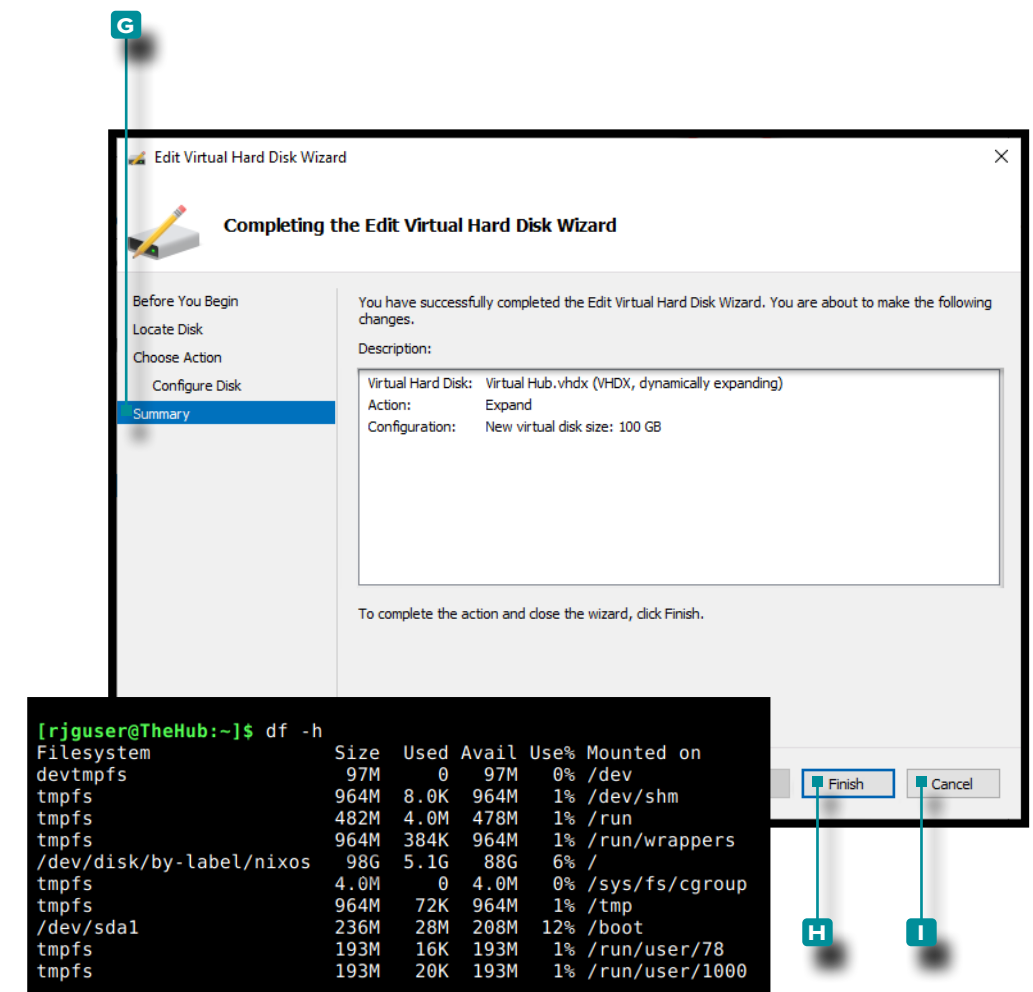 G
Edit Virtual Hard Disk Wizard
Completing the Edit Virtual Hard Disk Wizard
Before You Begin
Locate Disk
Choose Action
Configure Disk
Summary
You have successfully completed the Edit Virtual Hard Disk Wizard. You are about to make the following
changes.
Description:
Virtual Hard Disk: Virtual Hub.vhdx (VHDX, dynamically expanding)
Action: Expand
Configuration: New virtual disk size: 100 GB
To complete the action and close the wizard, click Finish.
Finish Cancel
H I
[rjguser@TheHub:~]$ df -h
Filesystem Size Used Avail Use% Mounted on
devtmpfs 97M 0 97M 0% /dev
tmpfs 964M 8.0K 964M 1% /dev/shm
tmpfs 482M 4.0M 478M 1% /run
tmpfs 964M 384K 964M 1% /run/wrappers
/dev/disk/by-label/nixos 98G 5.1G 88G 6% /
tmpfs 4.0M 0 4.0M 0% /sys/fs/cgroup
tmpfs 964M 72K 964M 1% /tmp
/dev/sda1 236M 28M 208M 12% /boot
tmpfs 193M 16K 193M 1% /run/user/78
tmpfs 193M 20K 193M 1% /run/user/1000